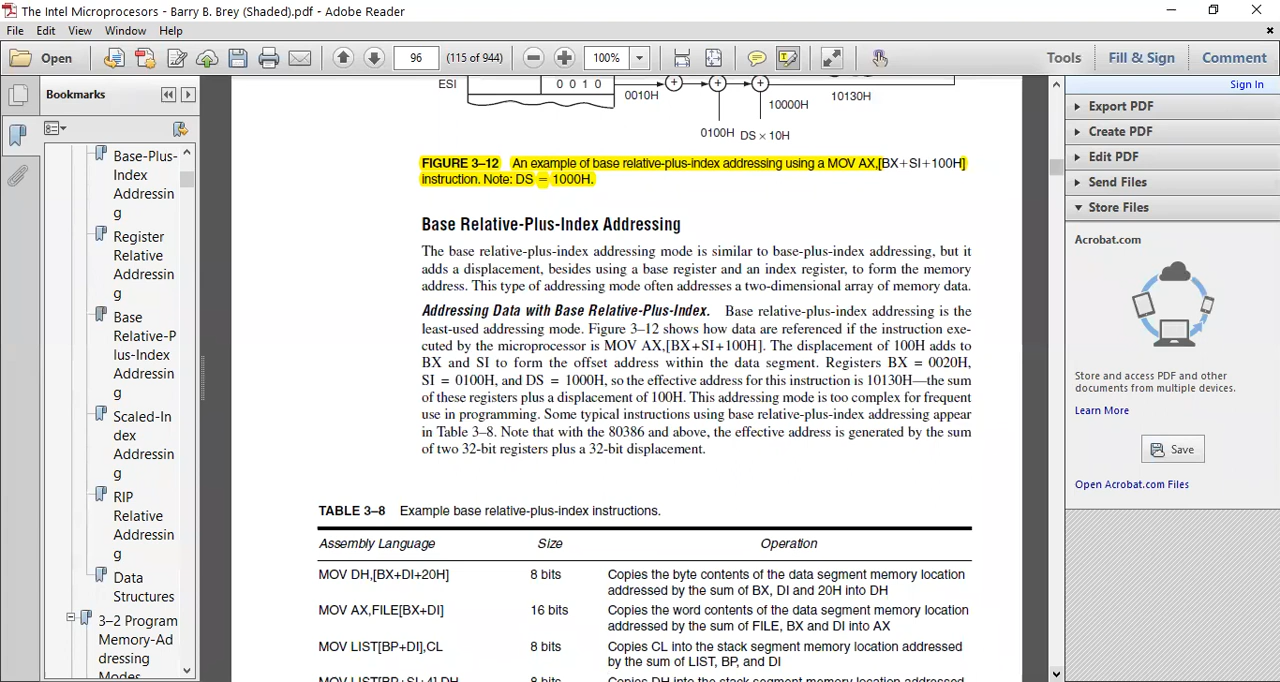 The Intel Microprocesors - Barry B. Brey (Shaded).pdf - Adobe Reader
File Edit View Window Help
Open 96 (115 of 944) 100% Tools Fill & Sign Comment
Bookmarks
Base-Plus-
Index
Addressin
g
Register
Relative
Addressin
g
Base
Relative-P
lus-Index
Addressin
g
Scaled-In
dex
Addressin
g
RIP
Relative
Addressin
g
Data
Structures
3–2 Program
Memory-Ad
dressing
Modes
ESI
0 0 1 0
0010H
10000H
10130H
0100H DS × 10H
FIGURE 3–12 An example of base relative-plus-index addressing using a MOV AX,[BX+SI+100H]
instruction. Note: DS = 1000H.
Base Relative-Plus-Index Addressing
The base relative-plus-index addressing mode is similar to base-plus-index addressing, but it
adds a displacement, besides using a base register and an index register, to form the memory
address. This type of addressing mode often addresses a two-dimensional array of memory data.
Addressing Data with Base Relative-Plus-Index. Base relative-plus-index addressing is the
least-used addressing mode. Figure 3–12 shows how data are referenced if the instruction exe-
cuted by the microprocessor is MOV AX,[BX+SI+100H]. The displacement of 100H adds to
BX and SI to form the offset address within the data segment. Registers BX = 0020H,
SI = 0100H, and DS = 1000H, so the effective address for this instruction is 10130H—the sum
of these registers plus a displacement of 100H. This addressing mode is too complex for frequent
use in programming. Some typical instructions using base relative-plus-index addressing appear
in Table 3–8. Note that with the 80386 and above, the effective address is generated by the sum
of two 32-bit registers plus a 32-bit displacement.
TABLE 3–8 Example base relative-plus-index instructions.
Assembly Language Size Operation
MOV DH,[BX+DI+20H] 8 bits Copies the byte contents of the data segment memory location
addressed by the sum of BX, DI and 20H into DH
MOV AX,FILE[BX+DI] 16 bits Copies the word contents of the data segment memory location
addressed by the sum of FILE, BX and DI into AX
MOV LIST[BP+DI],CL 8 bits Copies CL into the stack segment memory location addressed
by the sum of LIST, BP, and DI
MOV LIST[BP+SI+4],DH 8 bits Copies DH into the stack segment memory location addressed
Sign In
Export PDF
Create PDF
Edit PDF
Send Files
Store Files
Acrobat.com
Store and access PDF and other
documents from multiple devices.
Learn More
Save
Open Acrobat.com Files